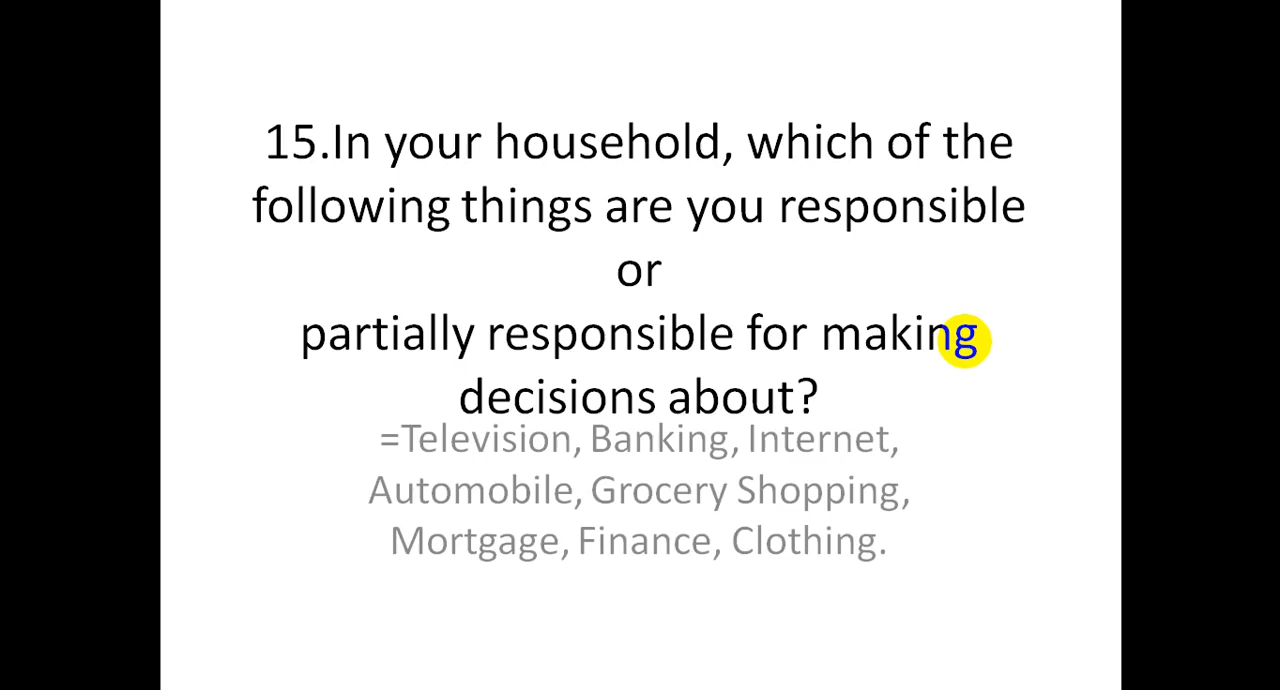 15.In your household, which of the
following things are you responsible
or
partially responsible for making
decisions about?
=Television, Banking, Internet,
Automobile, Grocery Shopping,
Mortgage, Finance, Clothing.